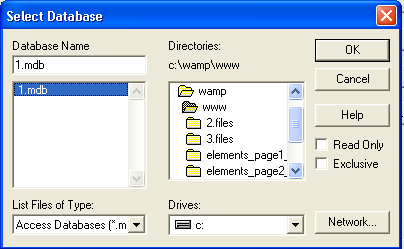 Select Database
Database Name
1.mdb
1.mdb
List Files of Type:
Access Databases (*.m
Directories:
c:\wamp\www
wamp
www
2.files
3.files
elements_page1_
elements_page2_
Drives:
c:
OK
Cancel
Help
Read Only
Exclusive
Network...